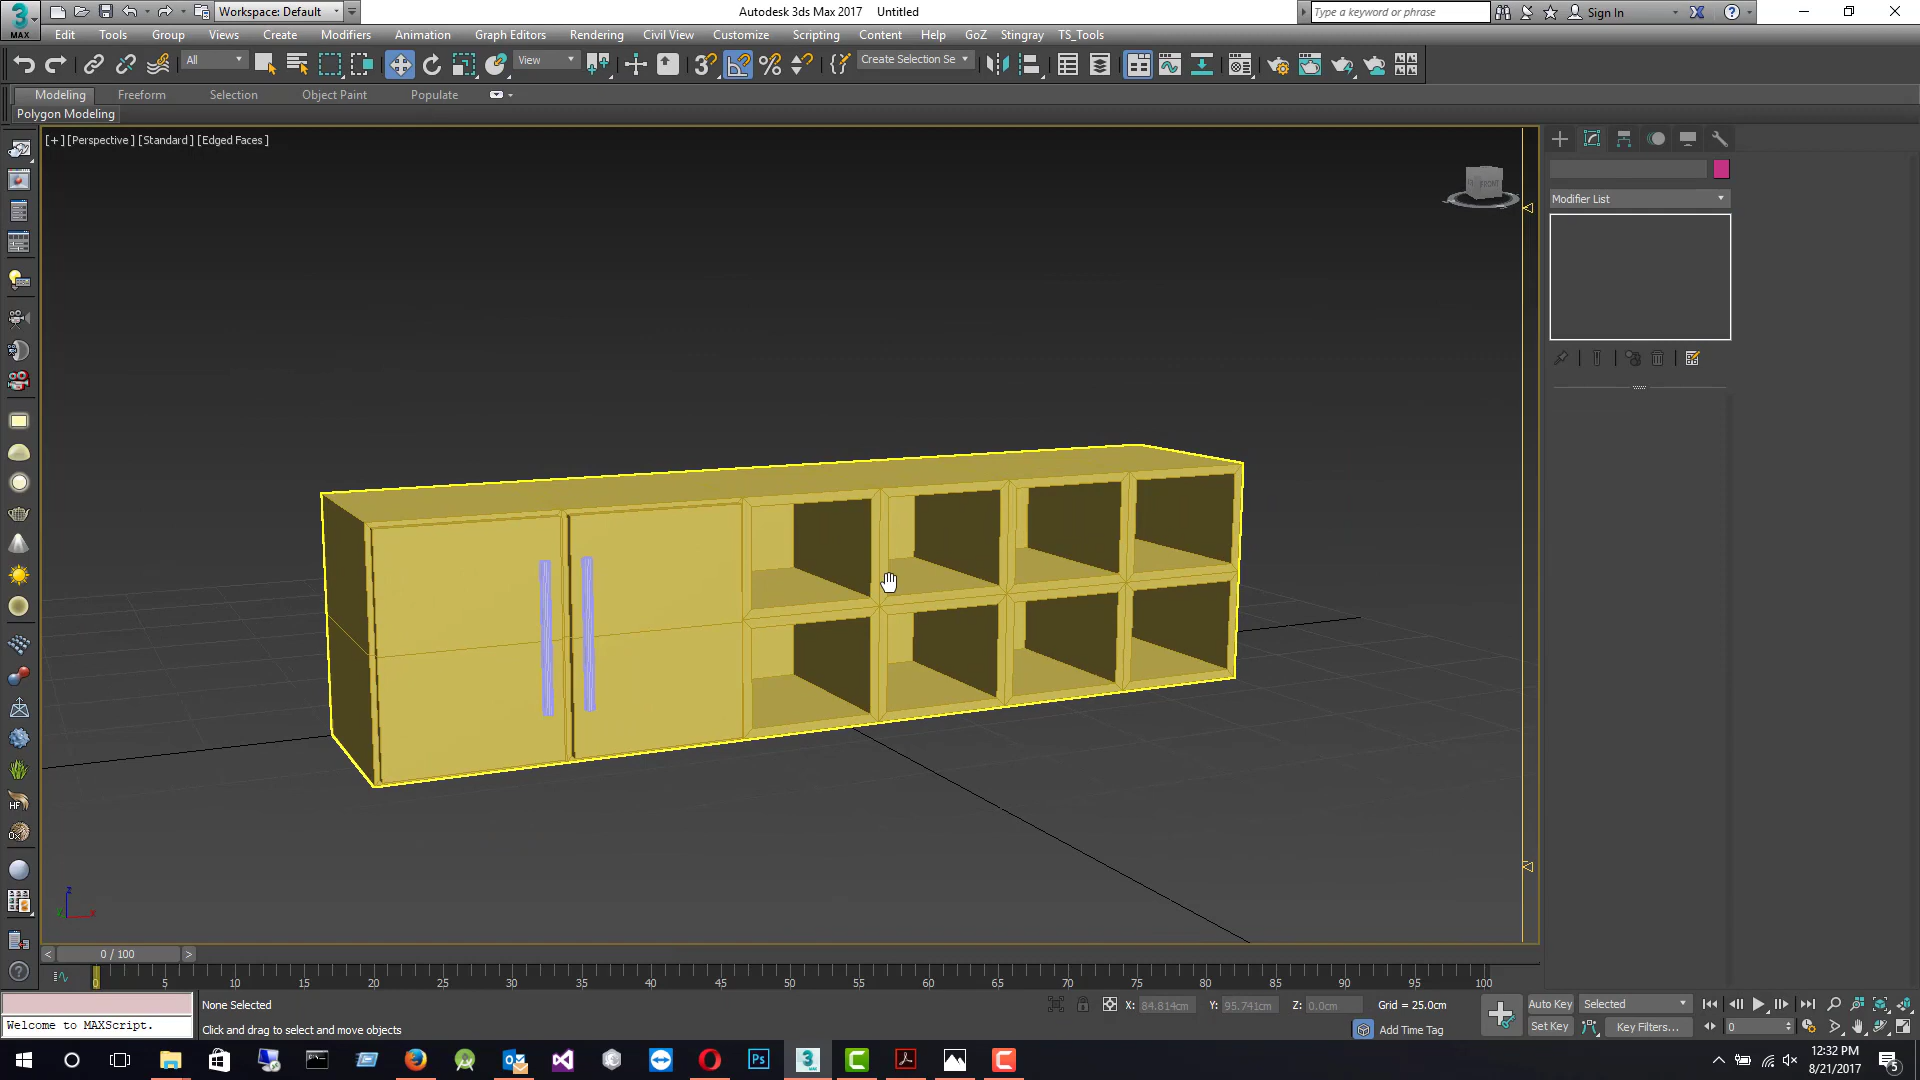 MAX
Workspace: Default
Autodesk 3ds Max 2017 Untitled
Type a keyword or phrase
Sign In
Edit Tools Group Views Create Modifiers Animation Graph Editors Rendering Civil View Customize Scripting Content Help GoZ Stingray TS_Tools
All
View
Create Selection Se
Modeling Freeform Selection Object Paint Populate
Polygon Modeling
[+] [Perspective ] [Standard ] [Edged Faces ]
Modifier List
z
x
< 0 / 100 >
0 5 10 15 20 25 30 35 40 45 50 55 60 65 70 75 80 85 90 95 100
None Selected
X: 84.814cm Y: 95.741cm Z: 0.0cm Grid = 25.0cm
Auto Key Selected
Welcome to MAXScript.
Click and drag to select and move objects
Add Time Tag
Set Key Key Filters...
0
12:32 PM
8/21/2017
5